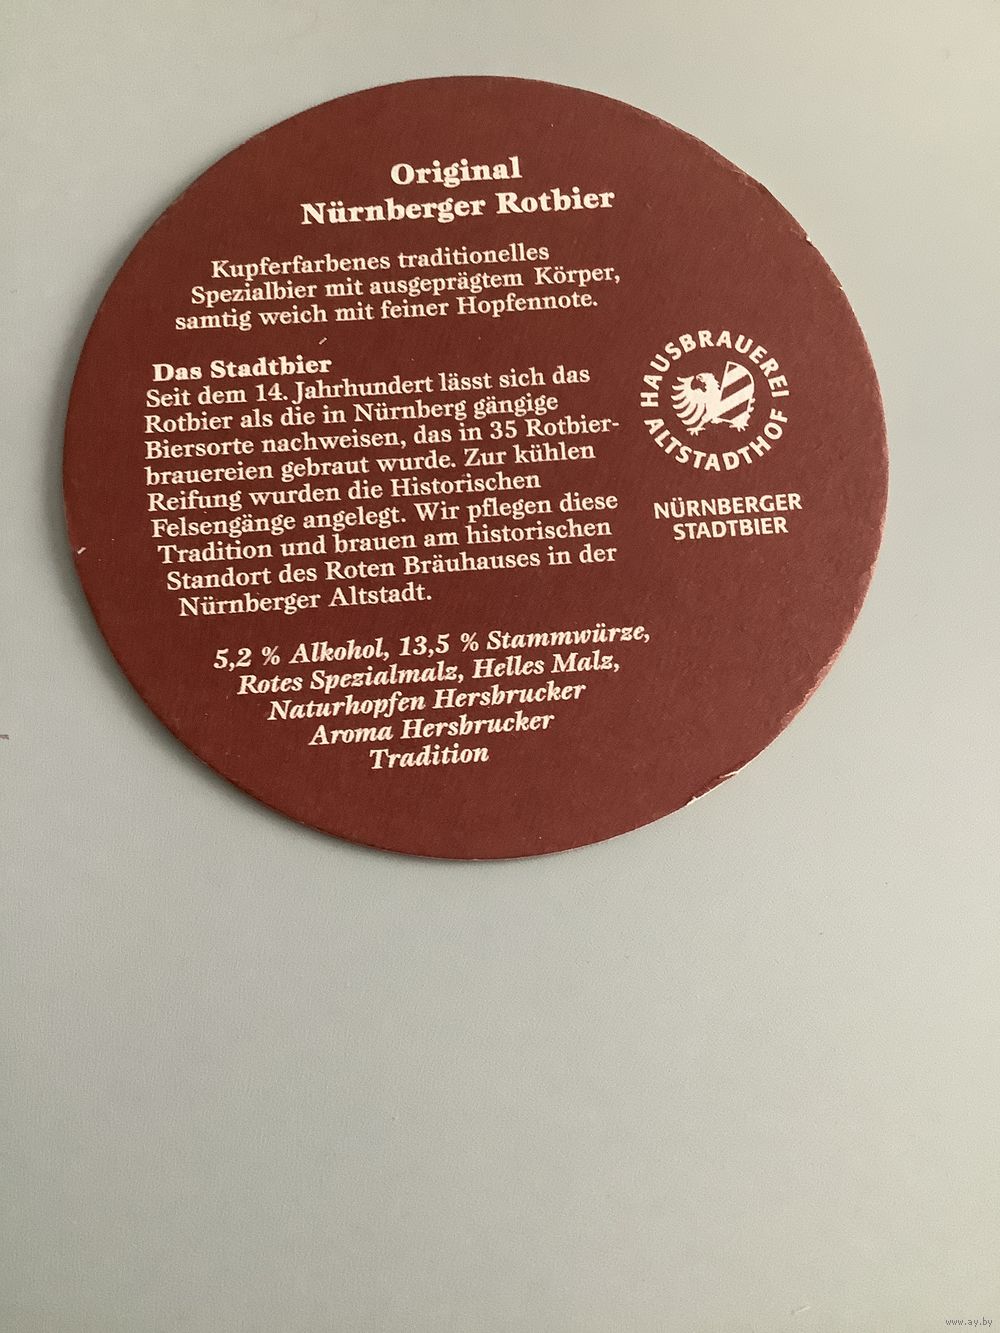 Original
Nürnberger Rotbier
Kupferfarbenes traditionelles
Spezialbier mit ausgeprägtem Körper,
samtig weich mit feiner Hopfennote.
Das Stadtbier
Seit dem 14. Jahrhundert lässt sich das
Rotbier als die in Nürnberg gängige
Biersorte nachweisen, das in 35 Rotbier-
brauereien gebraut wurde. Zur kühlen
Reifung wurden die Historischen
Felsengänge angelegt. Wir pflegen diese
Tradition und brauen am historischen
Standort des Roten Bräuhauses in der
Nürnberger Altstadt.
5,2 % Alkohol, 13,5 % Stammwürze,
Rotes Spezialmalz, Helles Malz,
Naturhopfen Hersbrucker
Aroma Hersbrucker
Tradition
HAUSBRAUEREI
ALTSTADTHOF
NÜRNBERGER
STADTBIER
www.ay.by